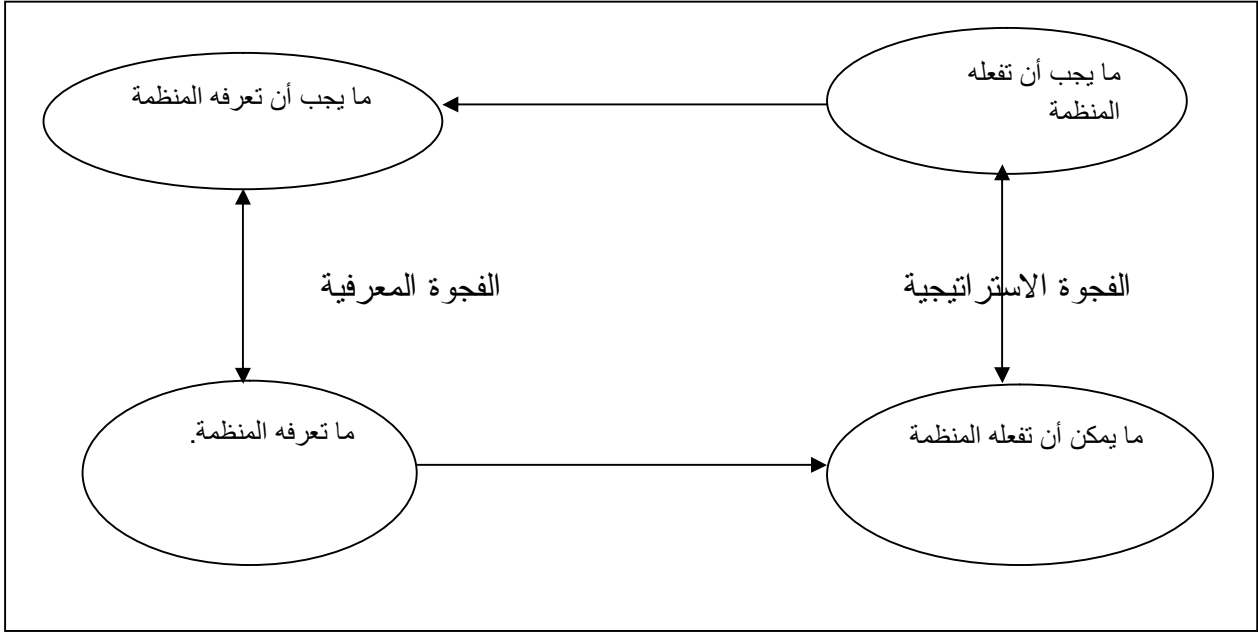 ما يجب أن تفعله
المنظمة
ما يجب أن تعرفه المنظمة
الفجوة الاستراتيجية
الفجوة المعرفية
ما يمكن أن تفعله المنظمة
ما تعرفه المنظمة.